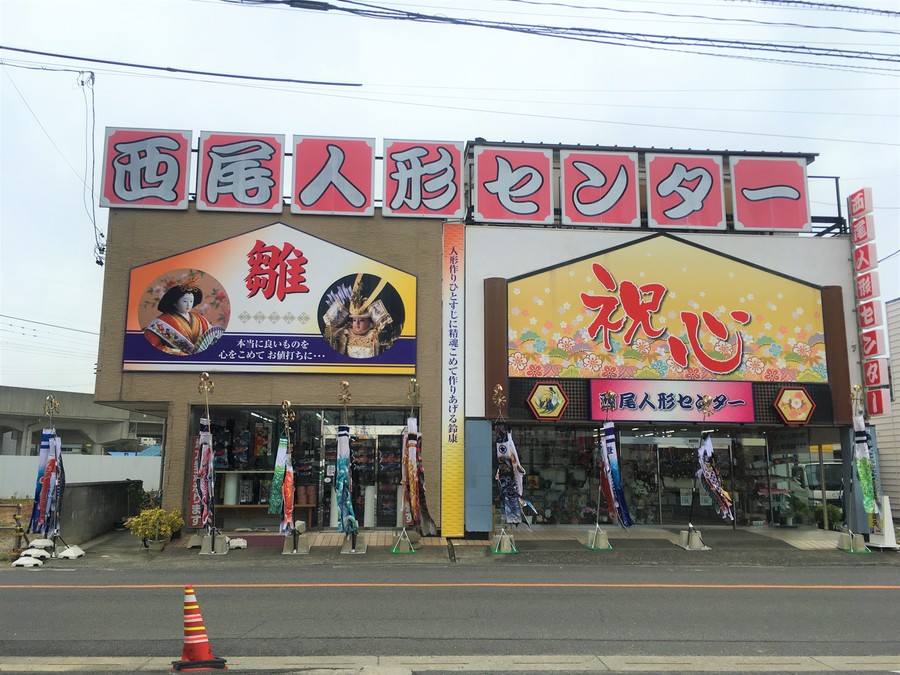 西尾人形センター
雛
本当に良いものを
心をこめて お値打ちに…
人形作りひとすじに精魂こめて作りあげる鈴康
祝心
西尾人形センター
西尾人形センター